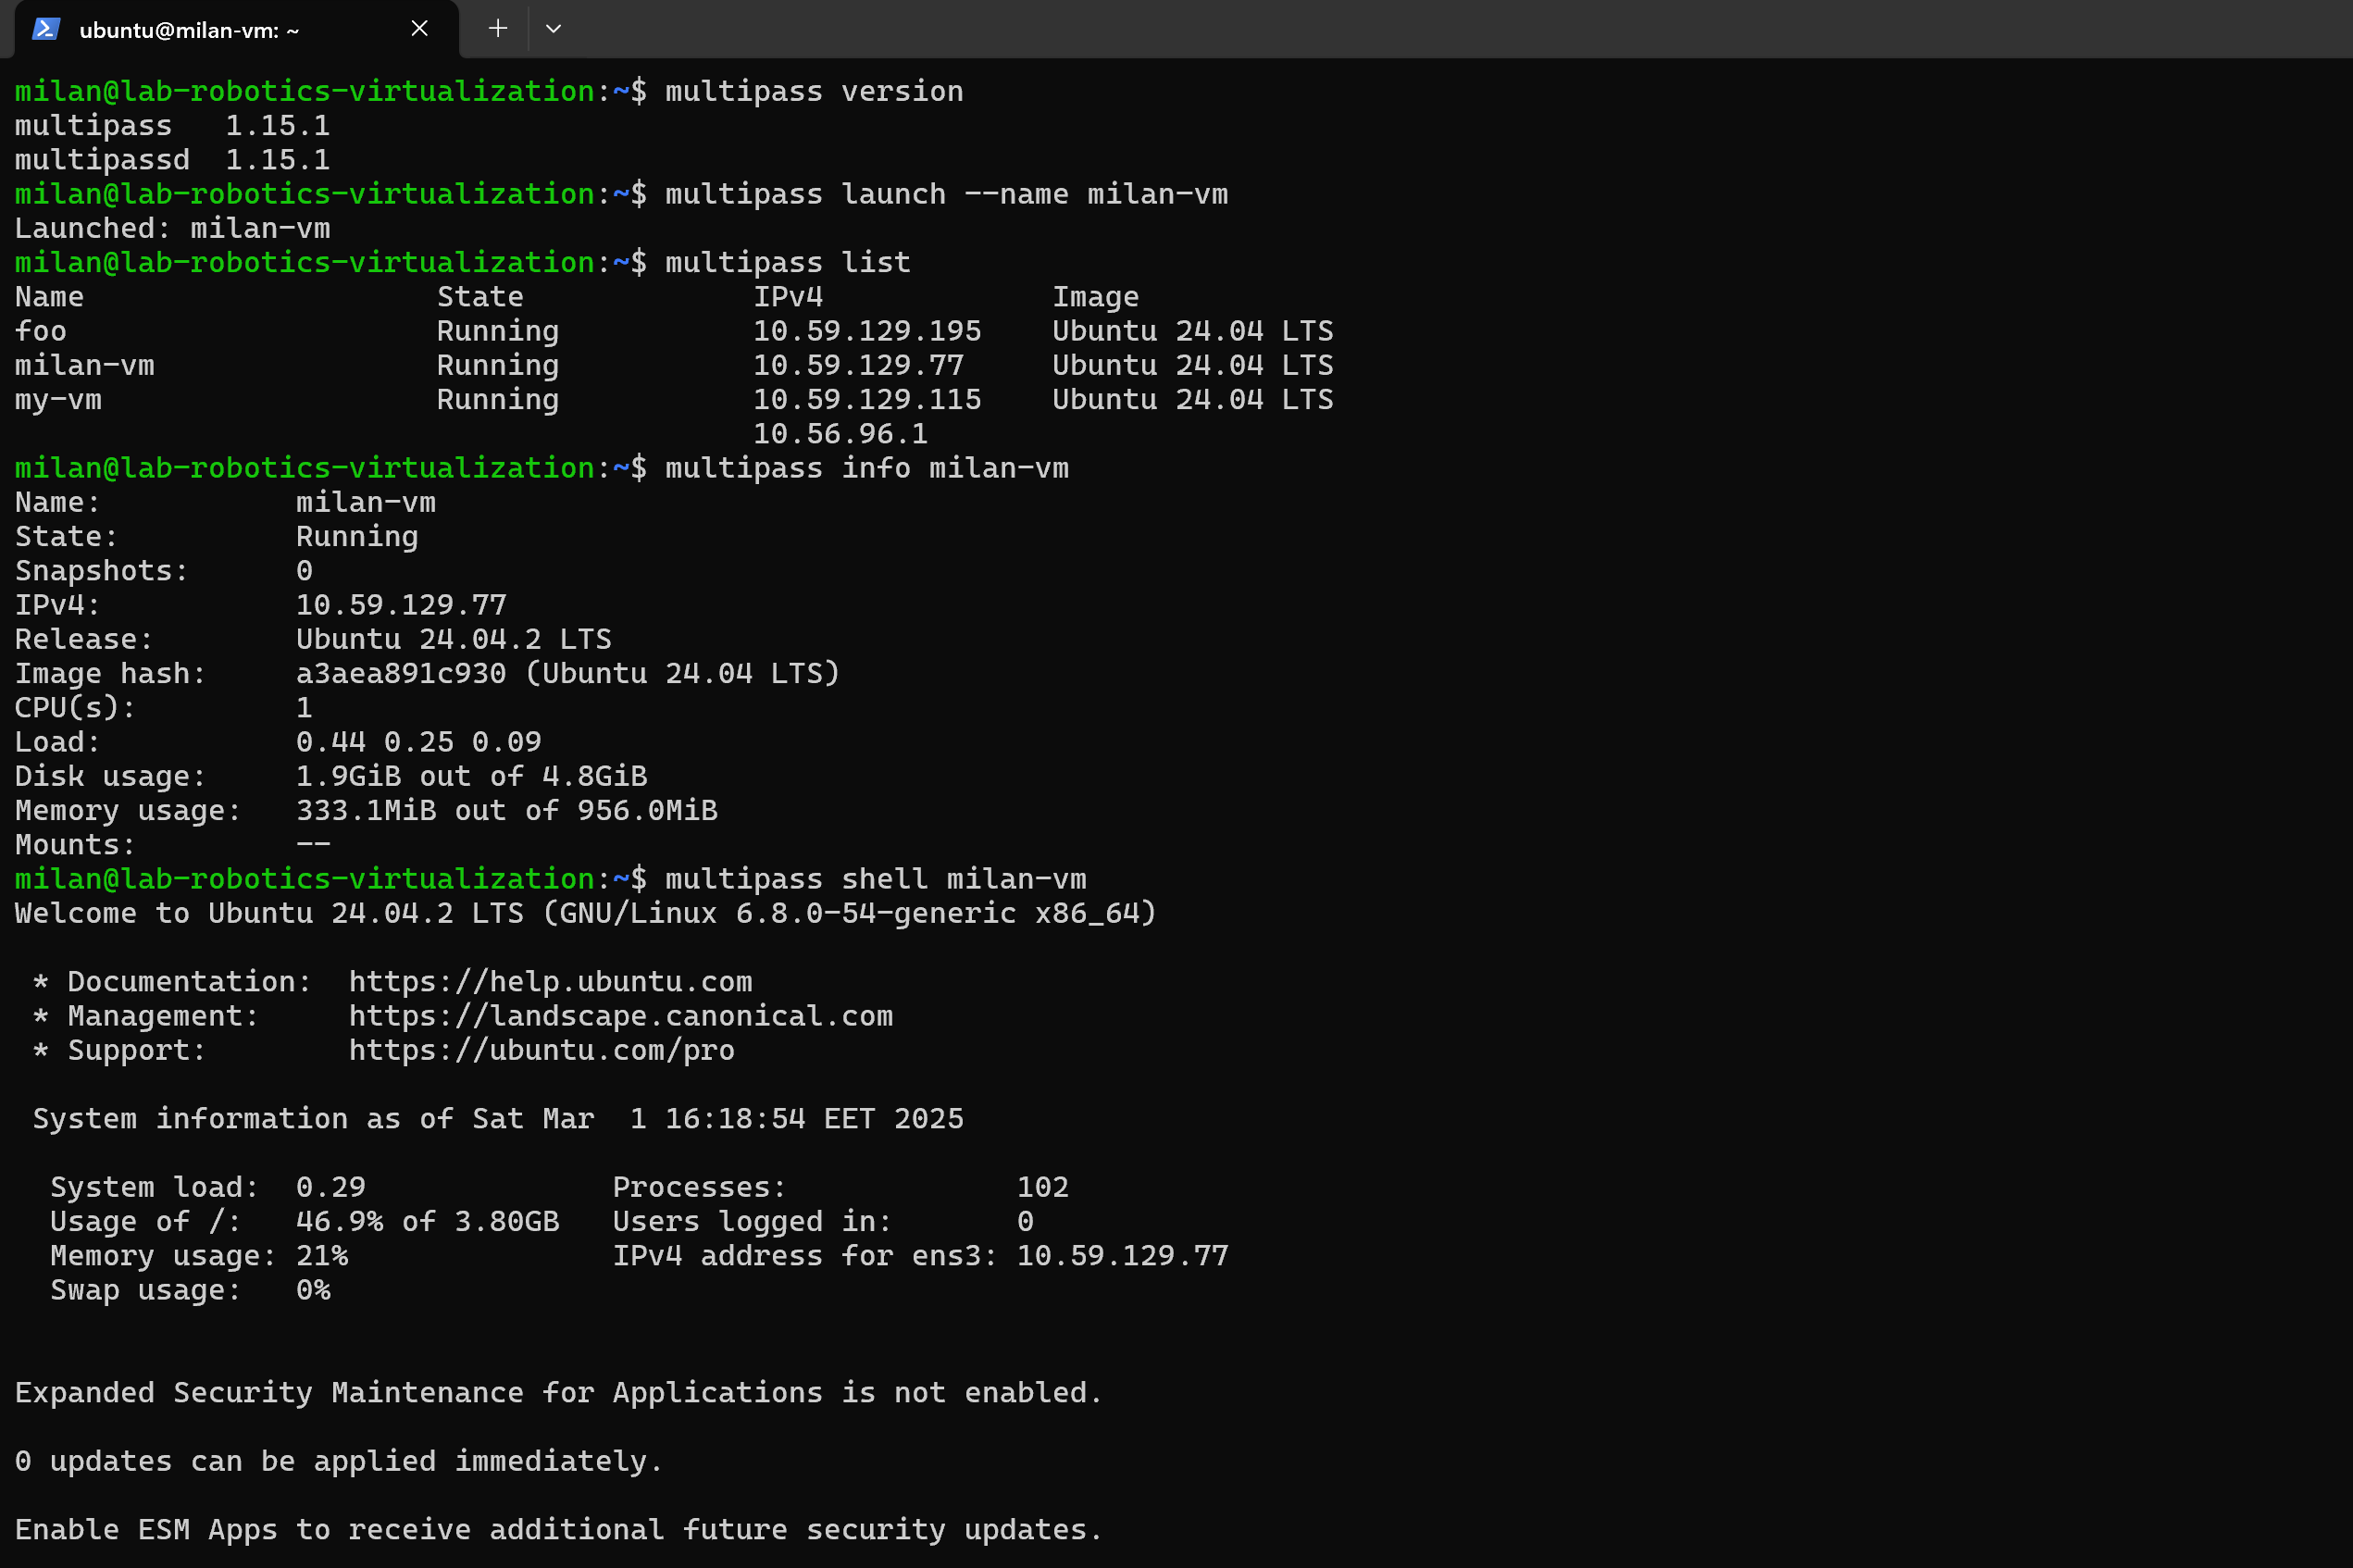 ubuntu@milan-vm: ~
milan@lab-robotics-virtualization:~$ multipass version
multipass   1.15.1
multipassd  1.15.1
milan@lab-robotics-virtualization:~$ multipass launch --name milan-vm
Launched: milan-vm
milan@lab-robotics-virtualization:~$ multipass list
Name                    State             IPv4             Image
foo                     Running           10.59.129.195    Ubuntu 24.04 LTS
milan-vm                Running           10.59.129.77     Ubuntu 24.04 LTS
my-vm                   Running           10.59.129.115    Ubuntu 24.04 LTS
                                          10.56.96.1
milan@lab-robotics-virtualization:~$ multipass info milan-vm
Name:           milan-vm
State:          Running
Snapshots:      0
IPv4:           10.59.129.77
Release:        Ubuntu 24.04.2 LTS
Image hash:     a3aea891c930 (Ubuntu 24.04 LTS)
CPU(s):         1
Load:           0.44 0.25 0.09
Disk usage:     1.9GiB out of 4.8GiB
Memory usage:   333.1MiB out of 956.0MiB
Mounts:         --
milan@lab-robotics-virtualization:~$ multipass shell milan-vm
Welcome to Ubuntu 24.04.2 LTS (GNU/Linux 6.8.0-54-generic x86_64)

 * Documentation:  https://help.ubuntu.com
 * Management:     https://landscape.canonical.com
 * Support:        https://ubuntu.com/pro

 System information as of Sat Mar  1 16:18:54 EET 2025

  System load:  0.29              Processes:             102
  Usage of /:   46.9% of 3.80GB   Users logged in:       0
  Memory usage: 21%               IPv4 address for ens3: 10.59.129.77
  Swap usage:   0%

Expanded Security Maintenance for Applications is not enabled.

0 updates can be applied immediately.

Enable ESM Apps to receive additional future security updates.